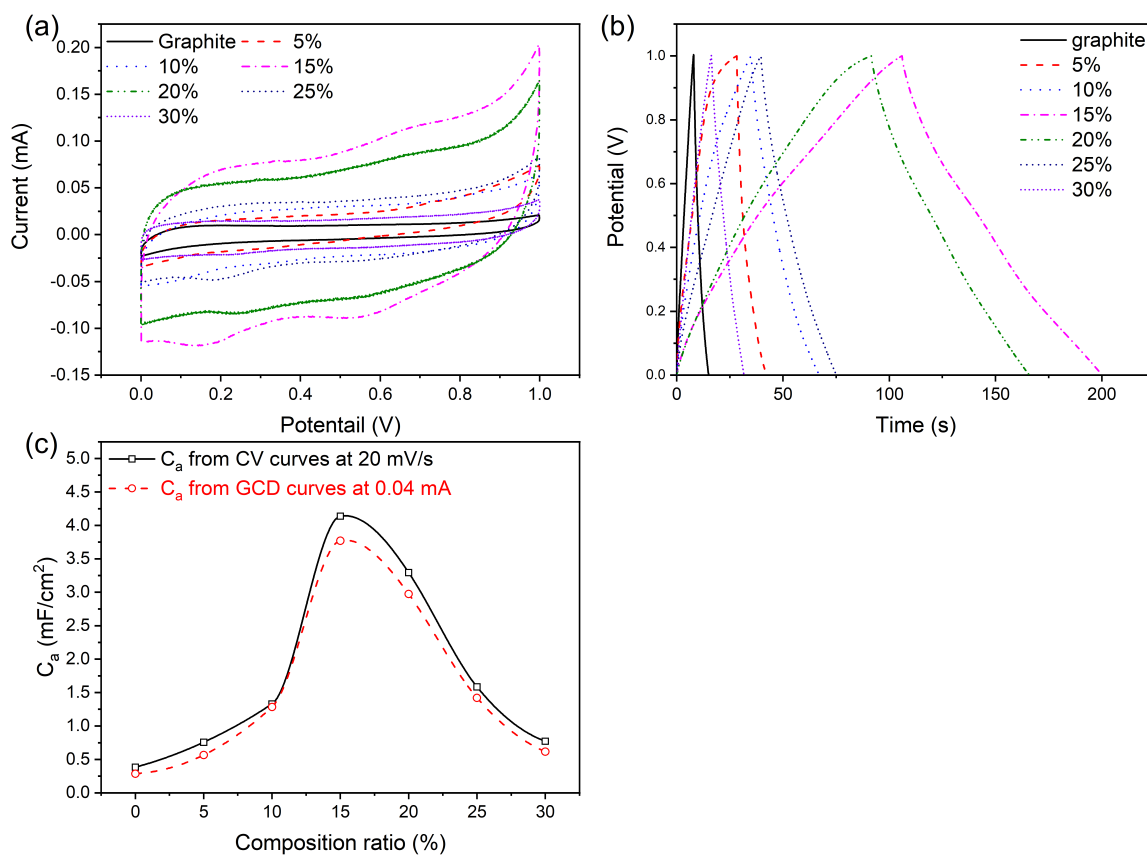 (a)
Graphite 5%
10% 15%
20% 25%
30%
0.20
0.15
0.10
0.05
0.00
-0.05
-0.10
-0.15
Current (mA)
0.0 0.2 0.4 0.6 0.8 1.0
Potentail (V)
(b)
graphite
5%
10%
15%
20%
25%
30%
1.0
0.8
0.6
0.4
0.2
0.0
Potential (V)
0 50 100 150 200
Time (s)
(c)
Cₐ from CV curves at 20 mV/s
Cₐ from GCD curves at 0.04 mA
5.0
4.5
4.0
3.5
3.0
2.5
2.0
1.5
1.0
0.5
0.0
Cₐ (mF/cm²)
0 5 10 15 20 25 30
Composition ratio (%)